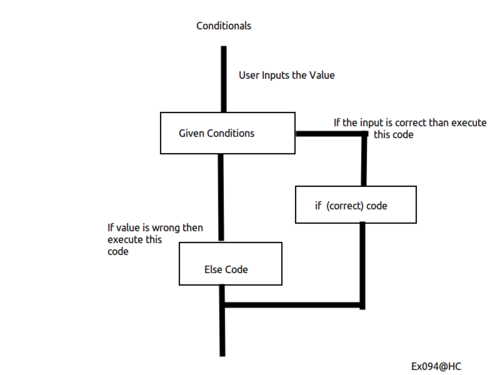 Conditionals
User Inputs the Value
If the input is correct than execute
this code
Given Conditions
if  (correct) code
If value is wrong then
execute this
code
Else Code
Ex094@HC